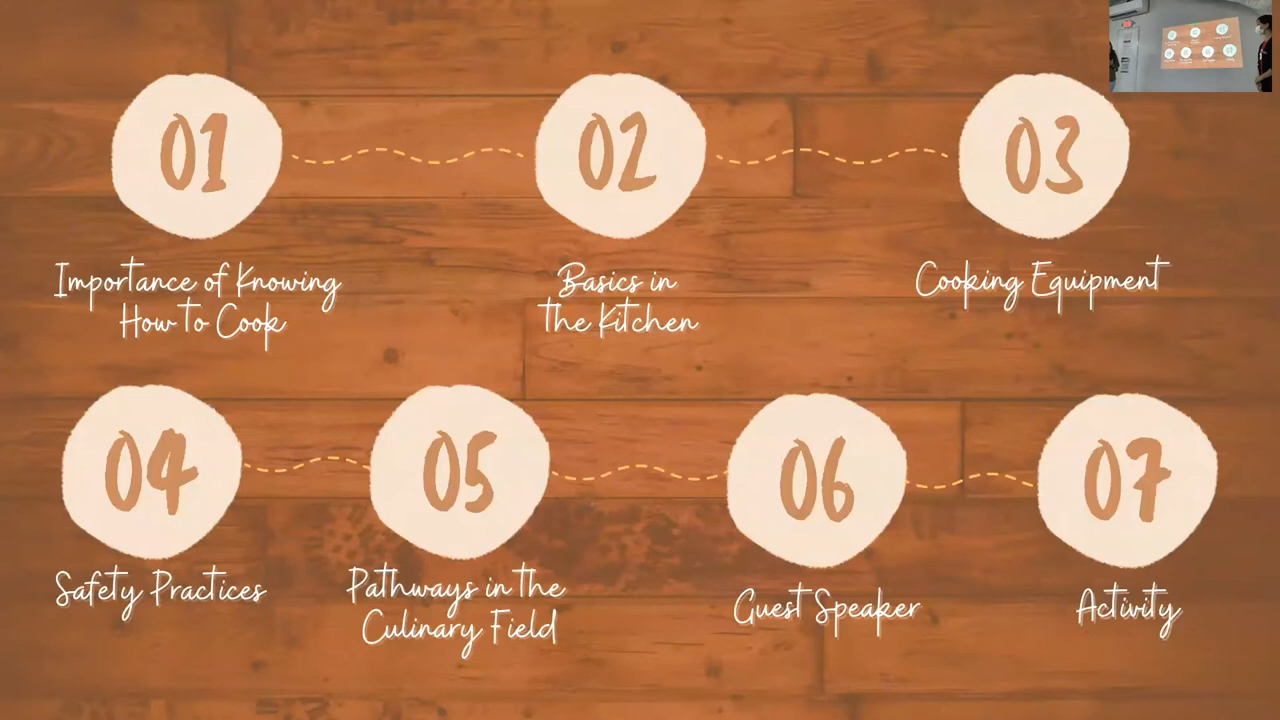 01
02
03
Importance of Knowing
How to Cook
Basics in
the Kitchen
Cooking Equipment
04
05
06
07
Safety Practices
Pathways in the
Culinary Field
Guest Speaker
Activity